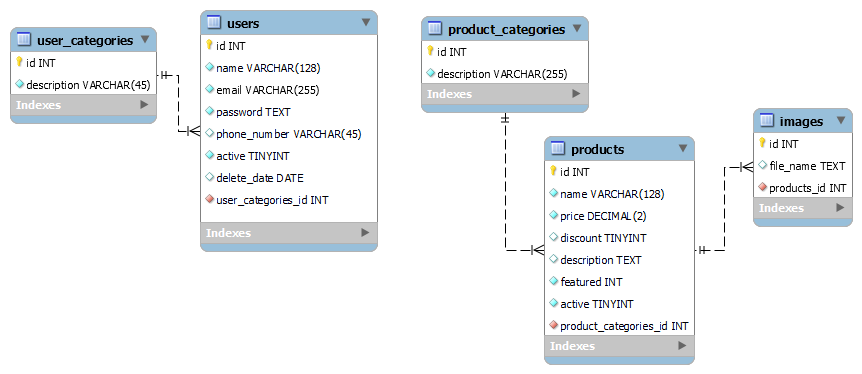 user_categories
id INT
description VARCHAR(45)
Indexes
users
id INT
name VARCHAR(128)
email VARCHAR(255)
password TEXT
phone_number VARCHAR(45)
active TINYINT
delete_date DATE
user_categories_id INT
Indexes
product_categories
id INT
description VARCHAR(255)
Indexes
products
id INT
name VARCHAR(128)
price DECIMAL(2)
discount TINYINT
description TEXT
featured INT
active TINYINT
product_categories_id INT
Indexes
images
id INT
file_name TEXT
products_id INT
Indexes